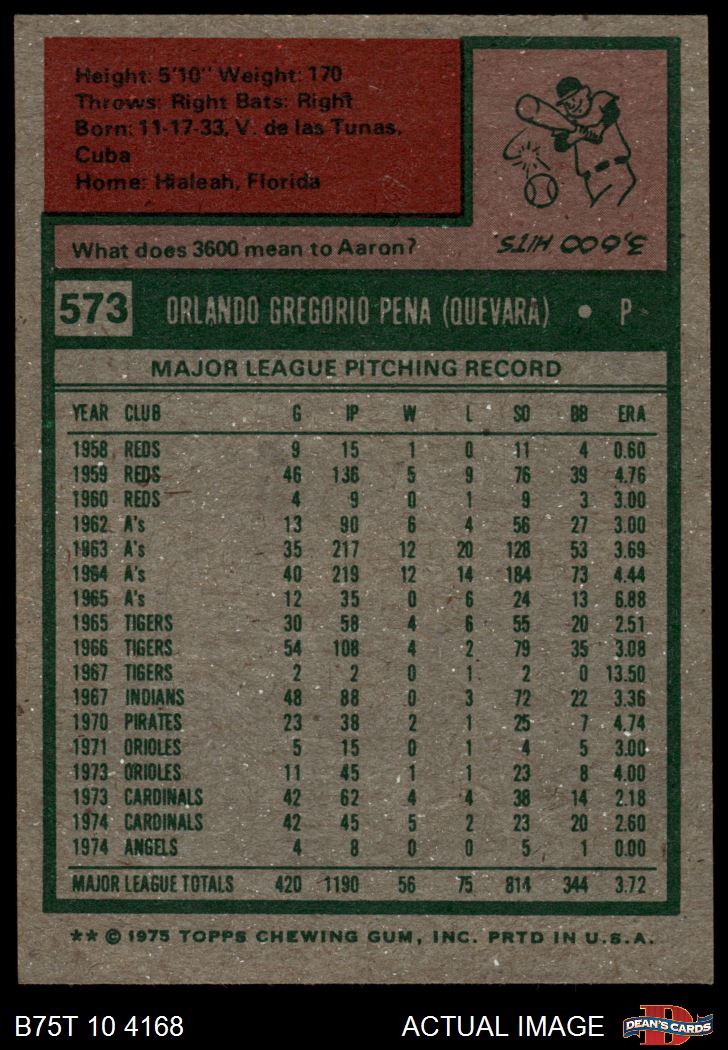 Height: 5'10" Weight: 170
Throws: Right Bats: Right
Born: 11-17-33, V. de las Tunas,
Cuba
Home: Hialeah, Florida
What does 3600 mean to Aaron?
3,600 HITS
573 ORLANDO GREGORIO PENA (QUEVARA) • P
MAJOR LEAGUE PITCHING RECORD
YEAR CLUB G IP W L SO BB ERA
1958 REDS 9 15 1 0 11 4 0.60
1959 REDS 46 136 5 9 76 39 4.76
1960 REDS 4 9 0 1 9 3 3.00
1962 A's 13 90 6 4 56 27 3.00
1963 A's 35 217 12 20 128 53 3.69
1964 A's 40 219 12 14 184 73 4.44
1965 A's 12 35 0 6 24 13 6.88
1965 TIGERS 30 58 4 6 55 20 2.51
1966 TIGERS 54 108 4 2 79 35 3.08
1967 TIGERS 2 2 0 1 2 0 13.50
1967 INDIANS 48 88 0 3 72 22 3.36
1970 PIRATES 23 38 2 1 25 7 4.74
1971 ORIOLES 5 15 0 1 4 5 3.00
1973 ORIOLES 11 45 1 1 23 8 4.00
1973 CARDINALS 42 62 4 4 38 14 2.18
1974 CARDINALS 42 45 5 2 23 20 2.60
1974 ANGELS 4 8 0 0 5 1 0.00
MAJOR LEAGUE TOTALS 420 1190 56 75 814 344 3.72
** © 1975 TOPPS CHEWING GUM, INC. PRTD IN U.S.A.
B75T 10 4168 ACTUAL IMAGE D DEAN'S CARDS